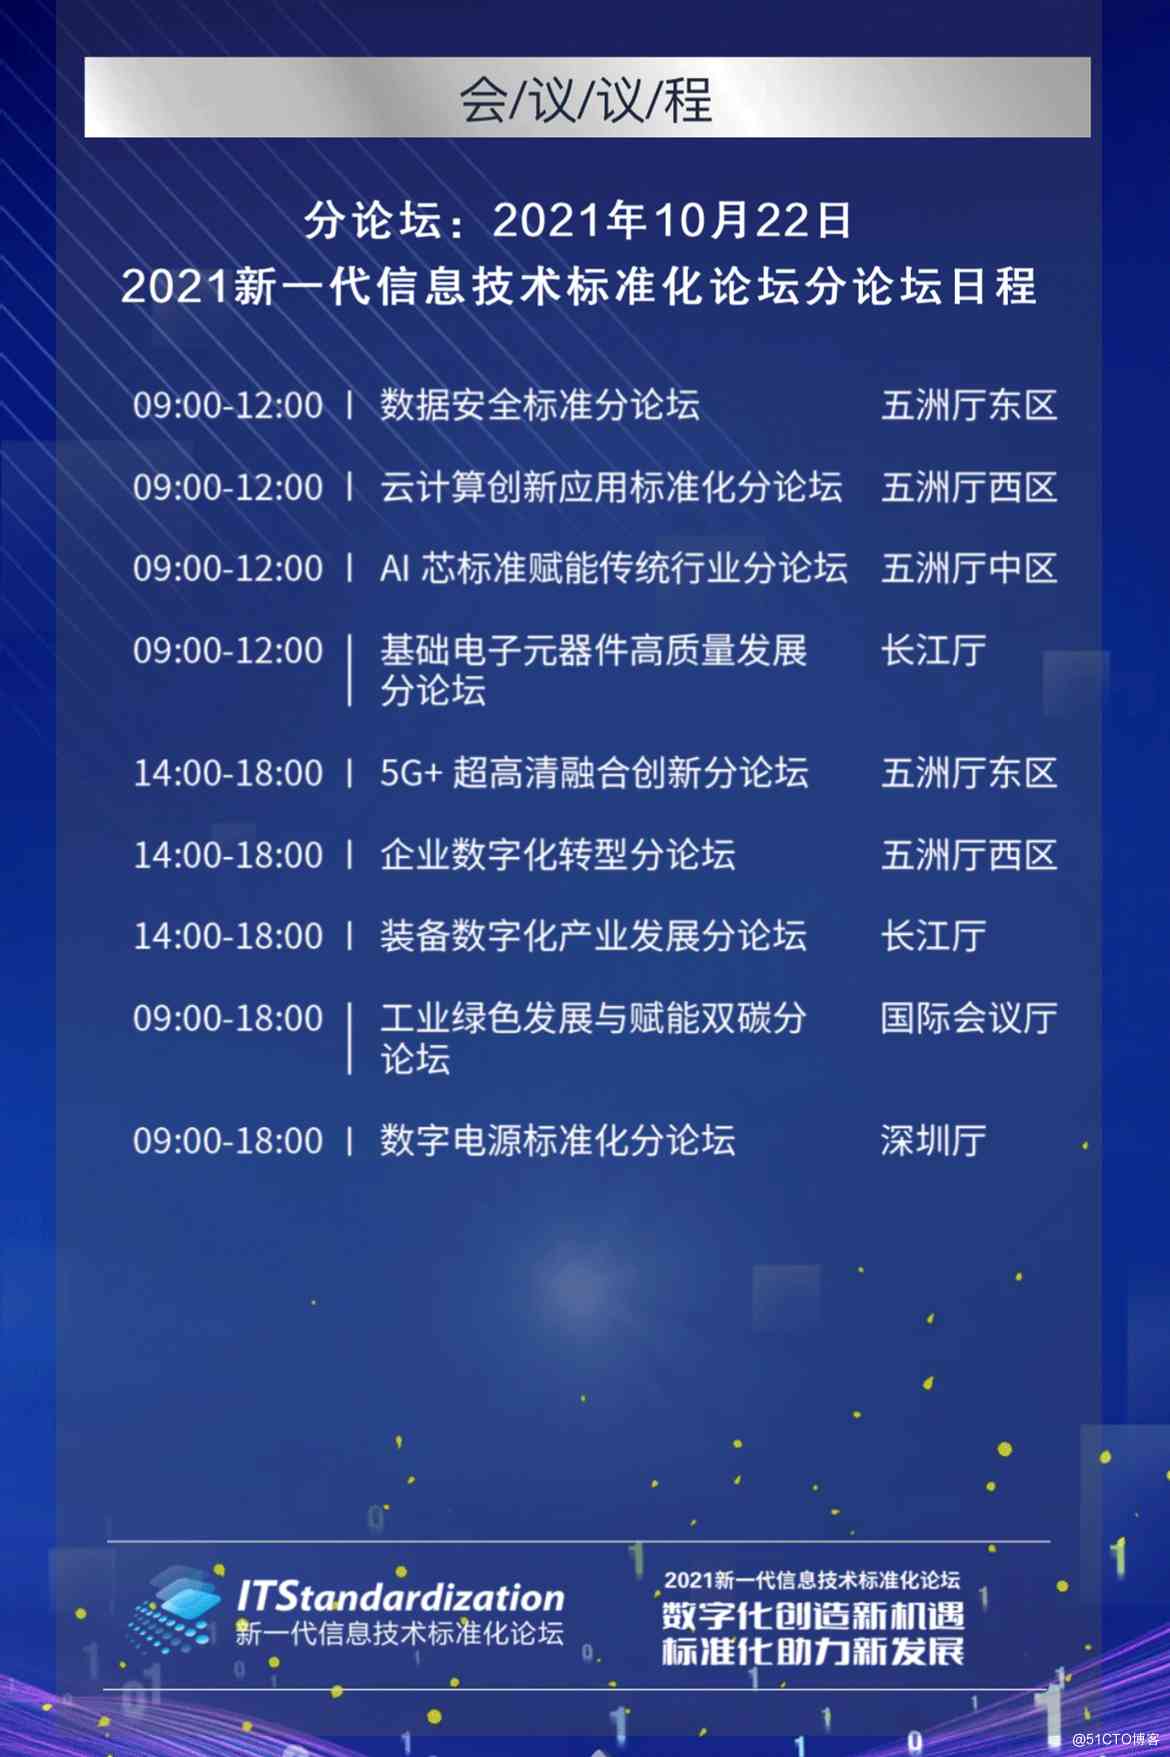 会/议/议/程
分论坛：2021年10月22日
2021新一代信息技术标准化论坛分论坛日程
09:00-12:00 | 数据安全标准分论坛 五洲厅东区
09:00-12:00 | 云计算创新应用标准化分论坛 五洲厅西区
09:00-12:00 | AI 芯标准赋能传统行业分论坛 五洲厅中区
09:00-12:00 | 基础电子元器件高质量发展 长江厅
分论坛
14:00-18:00 | 5G+ 超高清融合创新分论坛 五洲厅东区
14:00-18:00 | 企业数字化转型分论坛 五洲厅西区
14:00-18:00 | 装备数字化产业发展分论坛 长江厅
09:00-18:00 | 工业绿色发展与赋能双碳分 国际会议厅
论坛
09:00-18:00 | 数字电源标准化分论坛 深圳厅
ITStandardization
新一代信息技术标准化论坛
2021新一代信息技术标准化论坛
数字化创造新机遇
标准化助力新发展
@51CTO博客